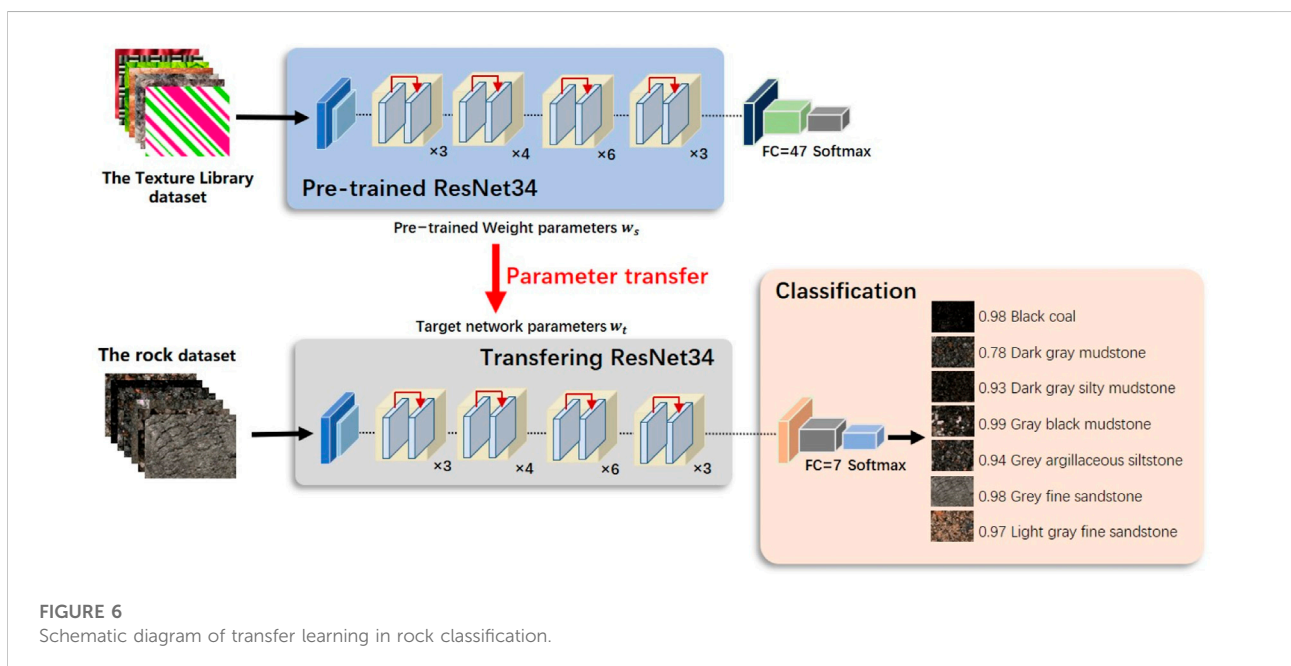 The Texture Library
dataset
×3
×4
×6
×3
Pre-trained ResNet34
FC=47 Softmax
Pre-trained Weight parameters wₛ
Parameter transfer
Target network parameters wₜ
The rock dataset
Transfering ResNet34
×3
×4
×6
×3
FC=7 Softmax
Classification
0.98 Black coal
0.78 Dark gray mudstone
0.93 Dark gray silty mudstone
0.99 Gray black mudstone
0.94 Grey argillaceous siltstone
0.98 Grey fine sandstone
0.97 Light gray fine sandstone
FIGURE 6
Schematic diagram of transfer learning in rock classification.